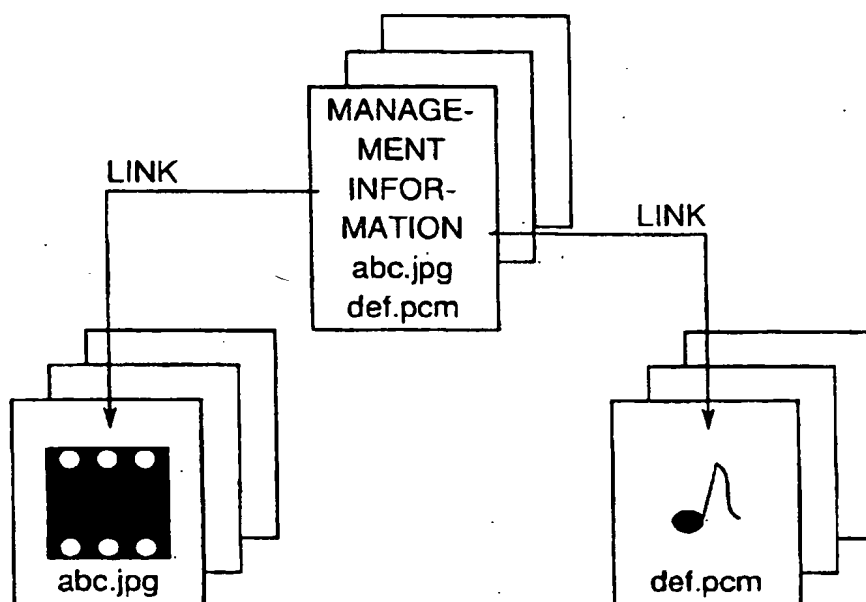 MANAGE-
MENT
INFOR-
MATION
abc.jpg
def.pcm
LINK
LINK
abc.jpg
def.pcm